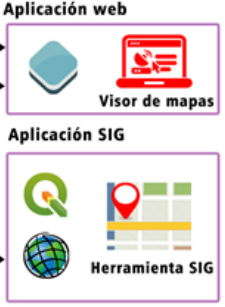 Aplicación web
Visor de mapas
Aplicación SIG
Herramienta SIG